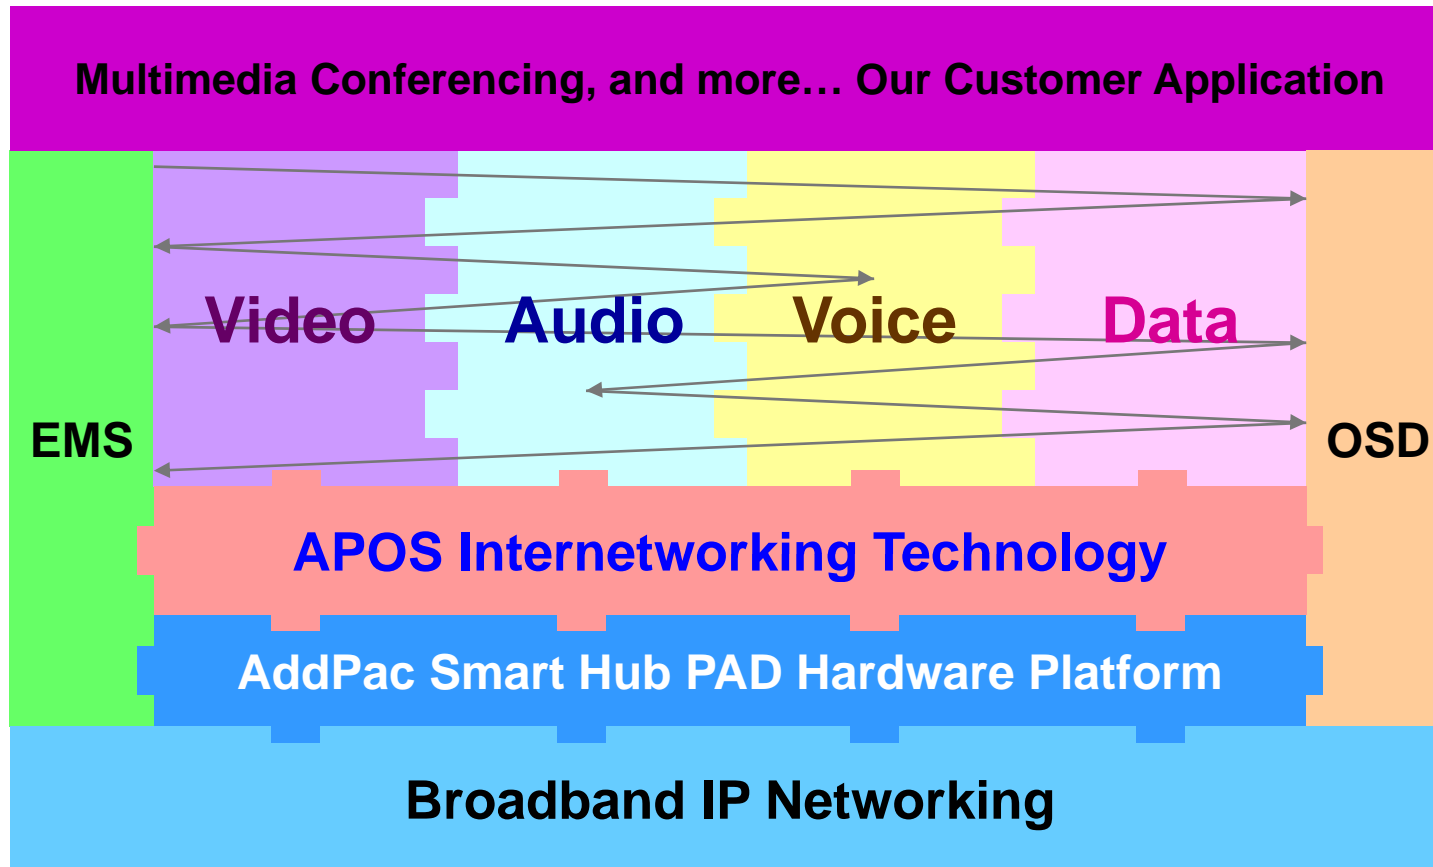 Multimedia Conferencing, and more… Our Customer Application
Video Audio Voice Data
EMS
OSD
APOS Internetworking Technology
AddPac Smart Hub PAD Hardware Platform
Broadband IP Networking